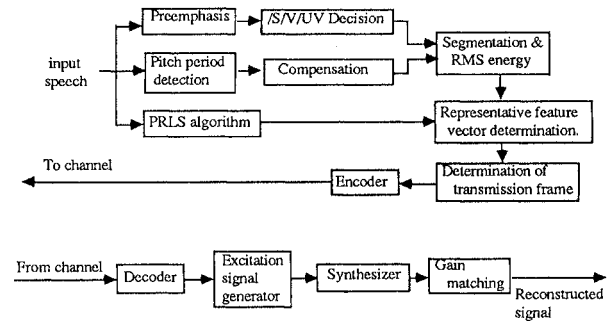 Preemphasis
/S/V/UV Decision
input
speech
Pitch period
detection
Compensation
Segmentation &
RMS energy
PRLS algorithm
Representative feature
vector determination.
To channel
Encoder
Determination of
transmission frame
From channel
Decoder
Excitation
signal
generator
Synthesizer
Gain
matching
Reconstructed
signal